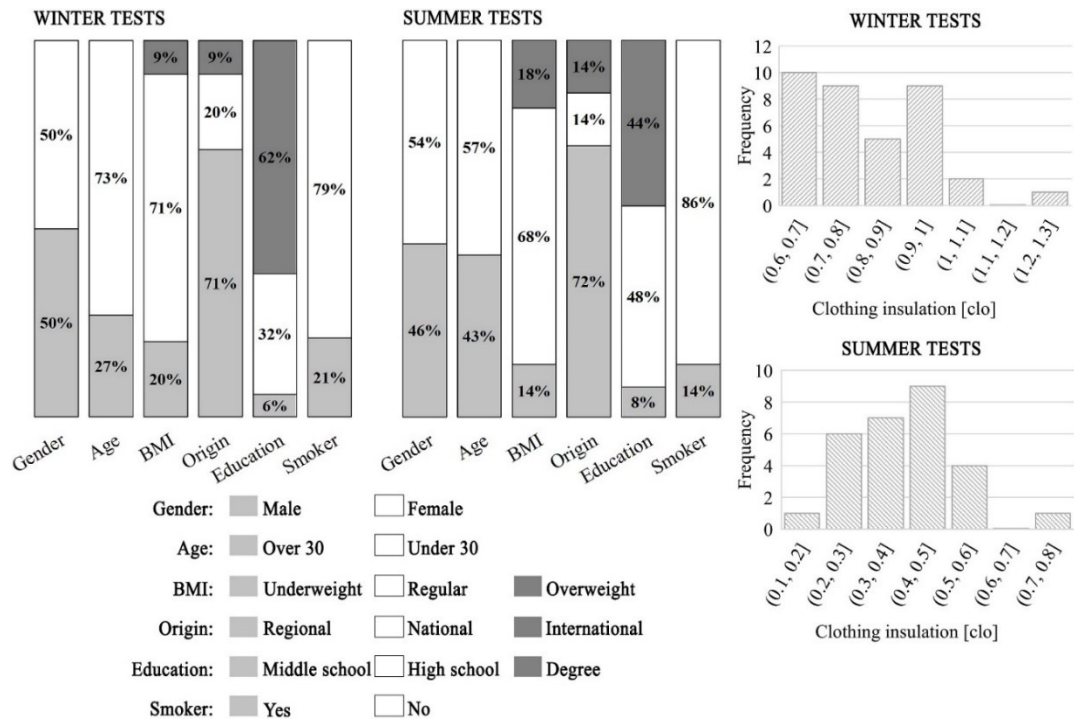 WINTER TESTS
50%
50%
73%
27%
9%
71%
20%
9%
20%
71%
62%
32%
6%
79%
21%
Gender
Age
BMI
Origin
Education
Smoker
SUMMER TESTS
54%
46%
57%
43%
18%
68%
14%
14%
14%
72%
44%
48%
8%
86%
14%
Gender
Age
BMI
Origin
Education
Smoker
Gender: Male Female
Age: Over 30 Under 30
BMI: Underweight Regular Overweight
Origin: Regional National International
Education: Middle school High school Degree
Smoker: Yes No
WINTER TESTS
Frequency
12
10
8
6
4
2
0
(0.6, 0.7]
(0.7, 0.8]
(0.8, 0.9]
(0.9, 1]
(1, 1.1]
(1.1, 1.2]
(1.2, 1.3]
Clothing insulation [clo]
SUMMER TESTS
Frequency
10
8
6
4
2
0
(0.1, 0.2]
(0.2, 0.3]
(0.3, 0.4]
(0.4, 0.5]
(0.5, 0.6]
(0.6, 0.7]
(0.7, 0.8]
Clothing insulation [clo]